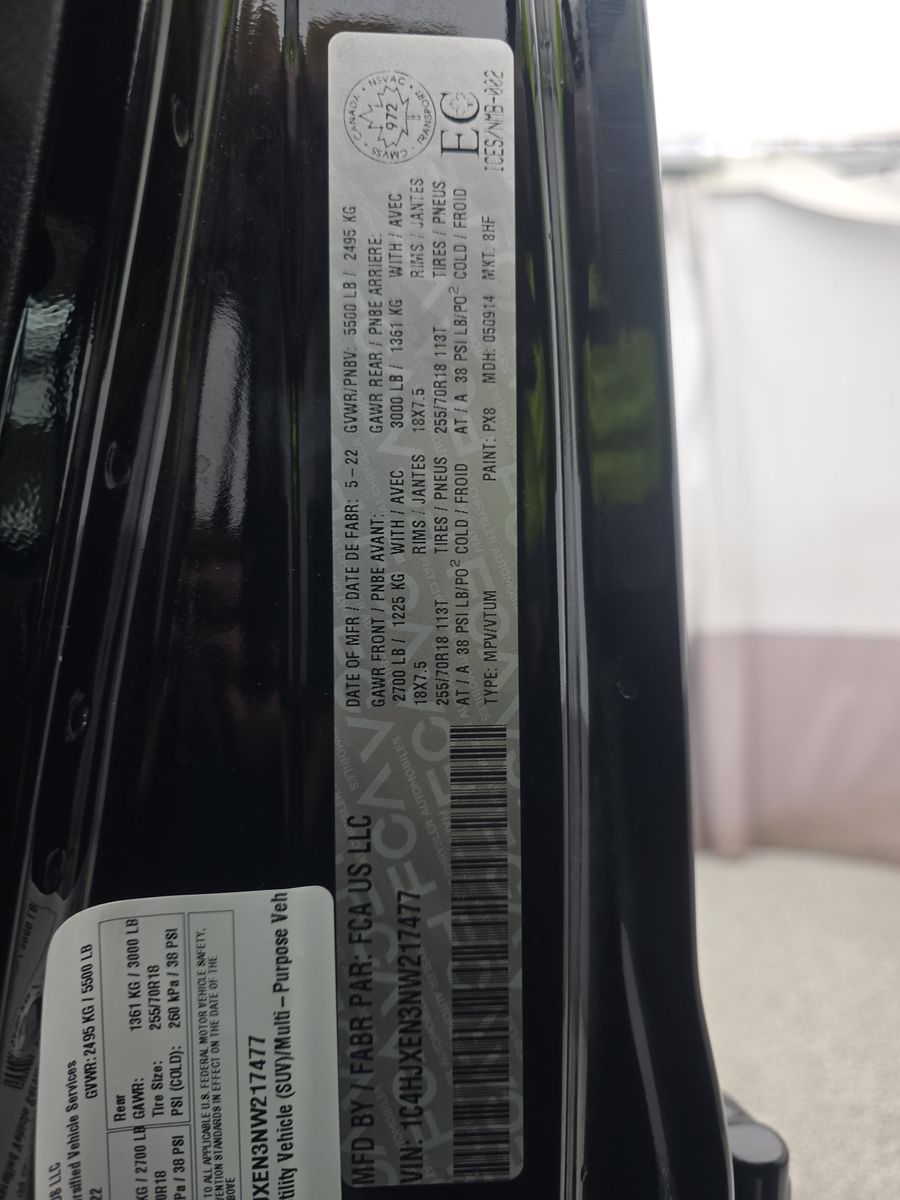 MFD BY / FABR PAR: FCA US LLC
DATE OF MFR / DATE DE FABR: 5-22 GVWR/PNBV: 5500 LB / 2495 KG
GAWR FRONT / PNBE AVANT: GAWR REAR / PNBE ARRIERE:
2700 LB / 1225 KG WITH / AVEC 3000 LB / 1361 KG WITH / AVEC
18X7.5 RIMS / JANTES 18X7.5 RIMS / JANTES
255/70R18 113T TIRES / PNEUS 255/70R18 113T TIRES / PNEUS
AT / A 38 PSI LB/PO² COLD / FROID AT / A 38 PSI LB/PO² COLD / FROID
VIN: 1C4HJXEN3NW217477
TYPE: MPV/VTUM PAINT: PX8 MDH: 050914 MKT: 8HF
CANADA • NSVAC • TRANSPORT • CMVSS
972
EC
ICES/NMB-002
US LLC
ersified Vehicle Services
22 GVWR: 2495 KG / 5500 LB
Rear
KG / 2700 LB GAWR: 1361 KG / 3000 LB
R18 Tire Size: 255/70R18
Pa / 38 PSI PSI (COLD): 260 kPa / 38 PSI
TO ALL APPLICABLE U.S. FEDERAL MOTOR VEHICLE SAFETY,
VENTION STANDARDS IN EFFECT ON THE DATE OF THE
BOVE
JXEN3NW217477
tility Vehicle (SUV)/Multi-Purpose Veh